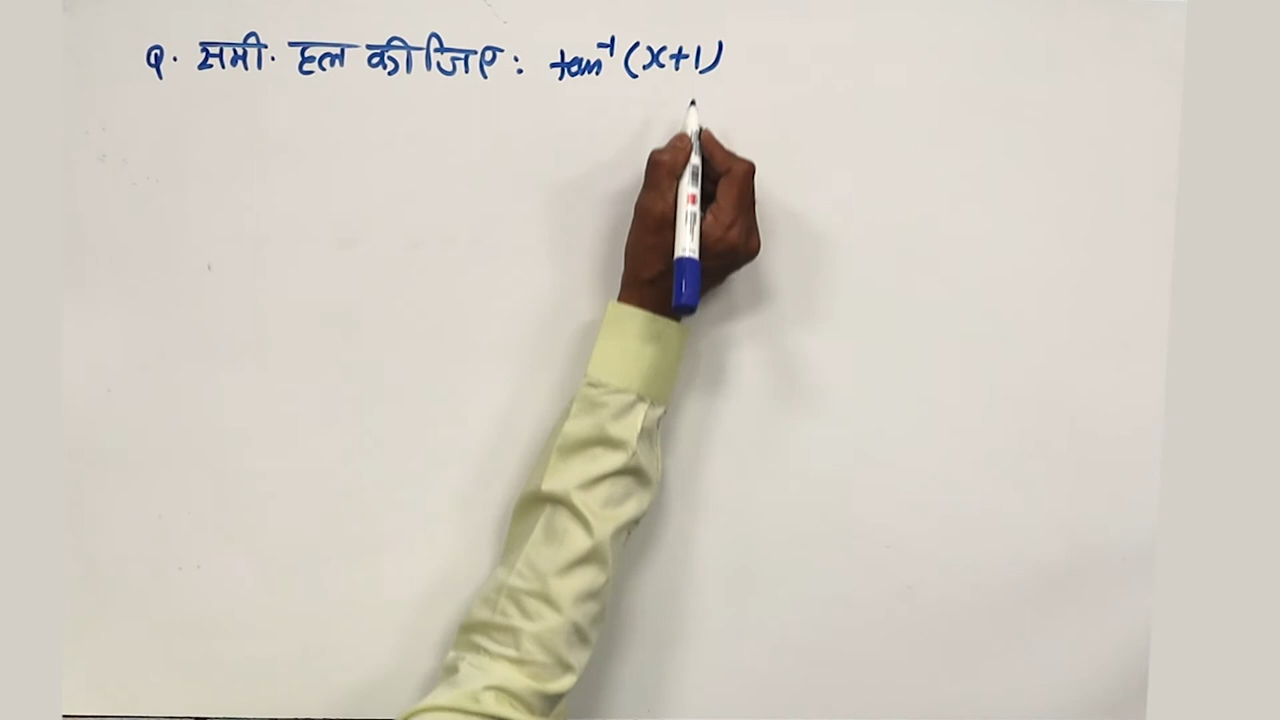 Q. समी. हल कीजिए : tan⁻¹(x+1)